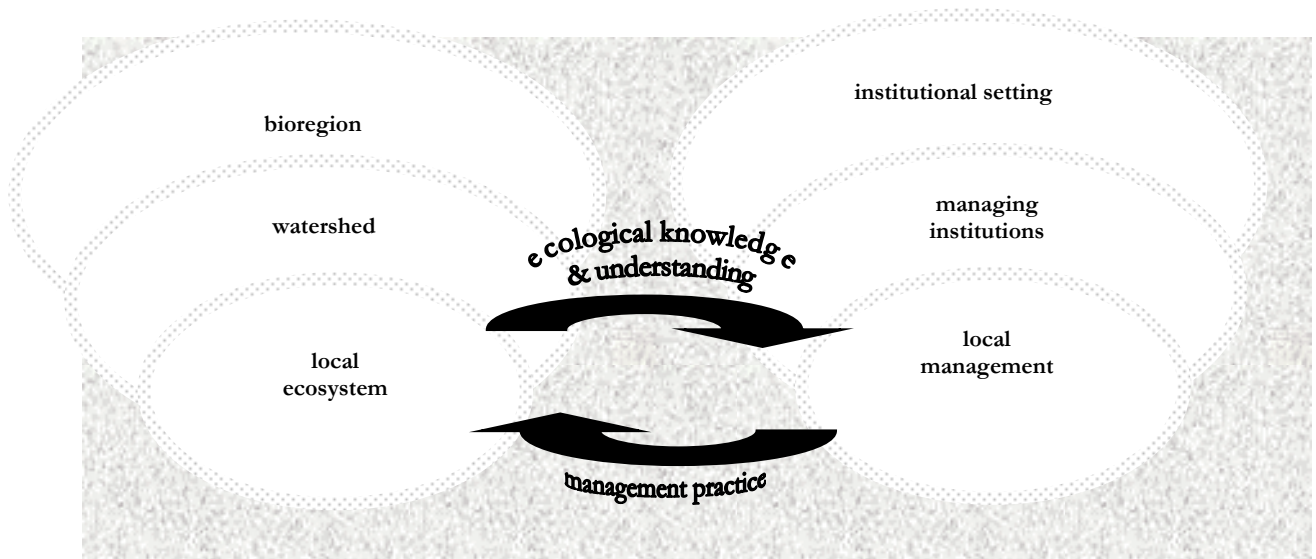 bioregion
watershed
local
ecosystem
ecological knowledge
& understanding
management practice
institutional setting
managing
institutions
local
management